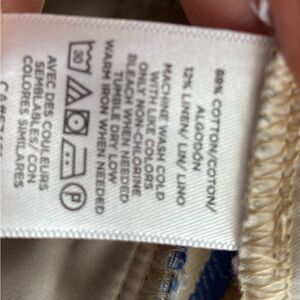 88% COTTON/COTON/
ALGODÓN
12% LINEN/ LIN/ LINO
MACHINE WASH COLD
WITH LIKE COLORS
ONLY NON-CHLORINE
BLEACH WHEN NEEDED
TUMBLE DRY LOW
WARM IRON WHEN NEEDED
30
P
AVEC DES COULEURS
SEMBLABLES/ CON
COLORES SIMILARES